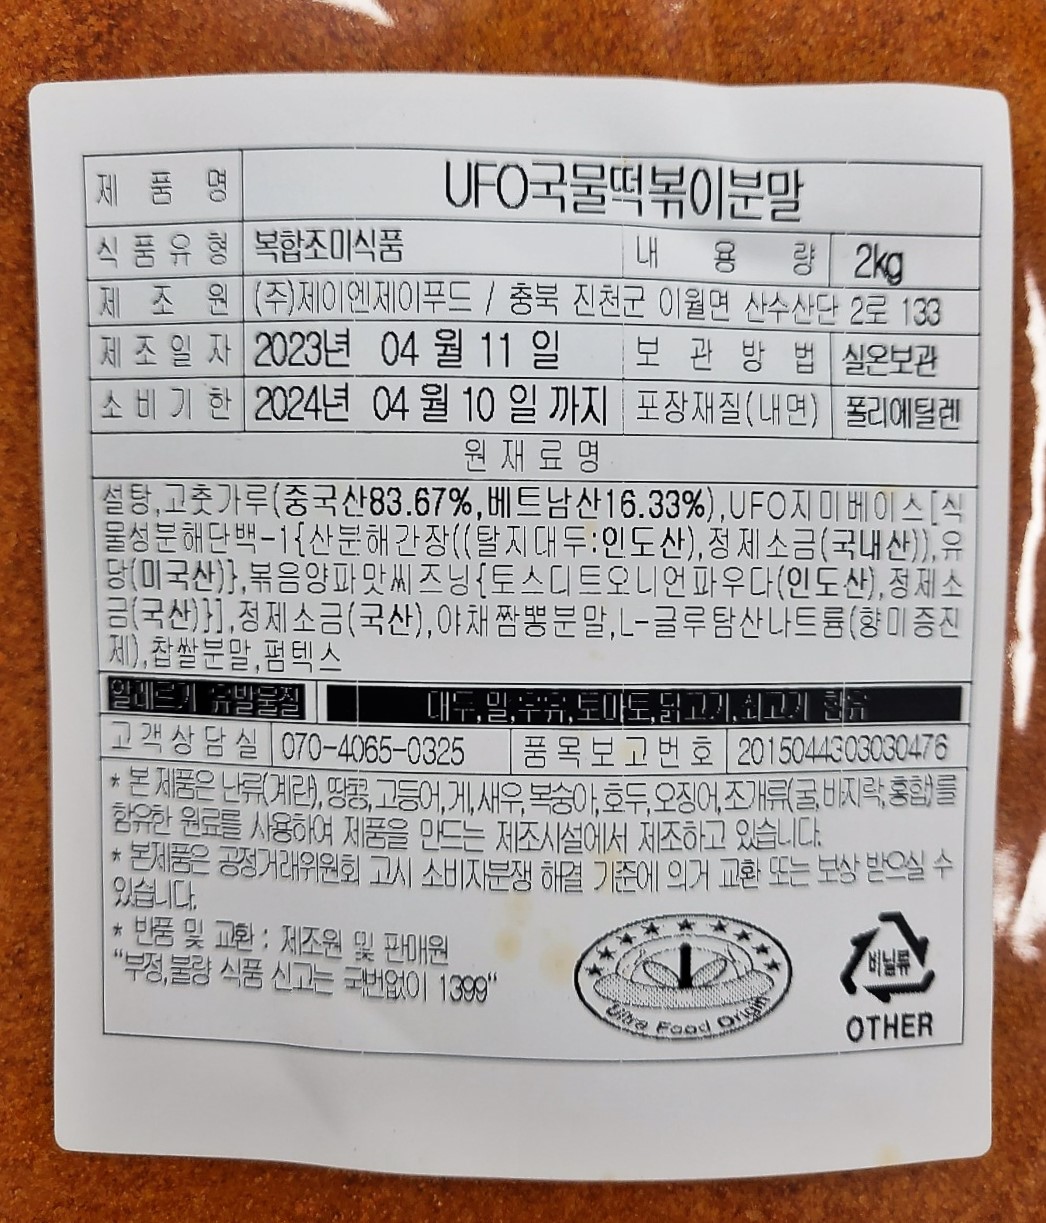 제 품 명 UFO국물떡볶이분말
식품유형 복합조미식품 내 용 량 2kg
제 조 원 (주)제이엔제이푸드 / 충북 진천군 이월면 산수산단 2로 133
제조일자 2023년 04 월 11 일 보 관 방 법 실온보관
소비기한 2024년 04 월 10 일 까지 포장재질(내면) 폴리에틸렌
원재료명
설탕,고춧가루(중국산83.67%,베트남산16.33%),UFO지미베이스[식
물성분해단백-1{산분해간장((탈지대두:인도산),정제소금(국내산)),유
당(미국산)},볶음양파맛씨즈닝{토스디트오니언파우다(인도산),정제소
금(국산)}],정제소금(국산),야채짬뽕분말,L-글루탐산나트륨(향미증진
제),찹쌀분말,펌텍스
알레르기 유발물질 대두,밀,우유,토마토,닭고기,쇠고기 함유
고객상담실 070-4065-0325 품목보고번호 2015044303030476
* 본 제품은 난류(계란), 땅콩, 고등어, 게, 새우, 복숭아, 호두, 오징어, 조개류(굴, 바지락, 홍합)를
함유한 원료를 사용하여 제품을 만드는 제조시설에서 제조하고 있습니다.
* 본제품은 공정거래위원회 고시 소비자분쟁 해결 기준에 의거 교환 또는 보상 받으실 수
있습니다.
* 반품 및 교환 : 제조원 및 판매원
"부정,불량 식품 신고는 국번없이 1399"
Ultra Food Origin
비닐류
OTHER